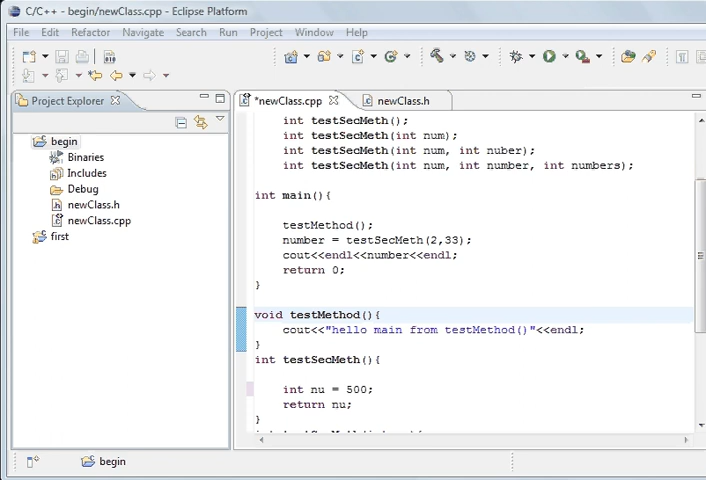 C/C++ - begin/newClass.cpp - Eclipse Platform
File Edit Refactor Navigate Search Run Project Window Help
Project Explorer
*newClass.cpp
newClass.h
begin
Binaries
Includes
Debug
newClass.h
newClass.cpp
first
int testSecMeth();
int testSecMeth(int num);
int testSecMeth(int num, int nuber);
int testSecMeth(int num, int number, int numbers);
int main(){
testMethod();
number = testSecMeth(2,33);
cout<<endl<<number<<endl;
return 0;
}
void testMethod(){
cout<<"hello main from testMethod()"<<endl;
}
int testSecMeth(){
int nu = 500;
return nu;
}
begin